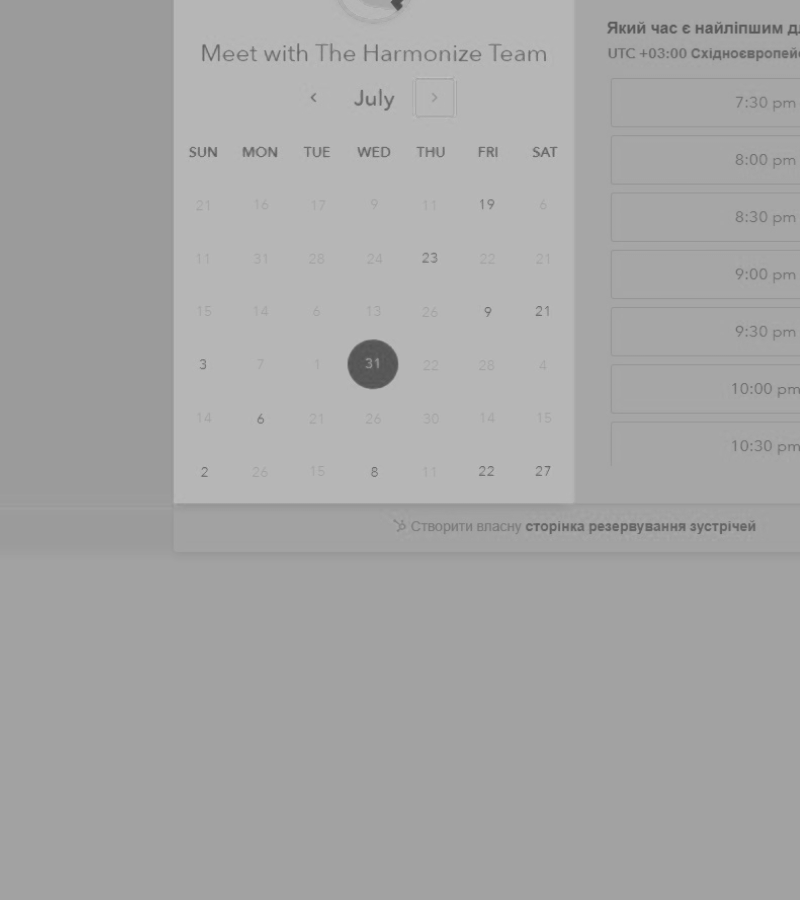 Meet with The Harmonize Team
July
SUN MON TUE WED THU FRI SAT
21 16 17 9 11 19 6
11 31 28 24 23 22 21
15 14 6 13 26 9 21
3 7 1 31 22 28 4
14 6 21 26 30 14 15
2 26 15 8 11 22 27
Який час є найліпшим
UTC +03:00
7:30 pm
8:00 pm
8:30 pm
9:00 pm
9:30 pm
10:00 pm
10:30 pm
Створити власну сторінка резервування зустрічей